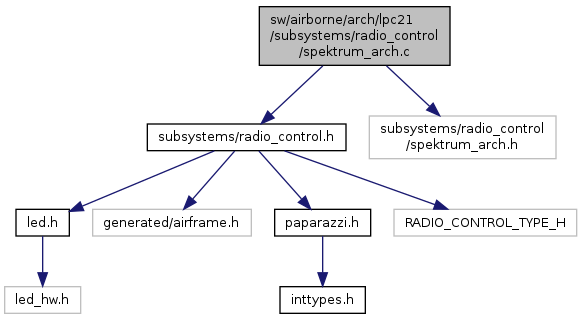 sw/airborne/arch/lpc21
/subsystems/radio_control
/spektrum_arch.c
subsystems/radio_control.h
subsystems/radio_control
/spektrum_arch.h
led.h
generated/airframe.h
paparazzi.h
RADIO_CONTROL_TYPE_H
led_hw.h
inttypes.h